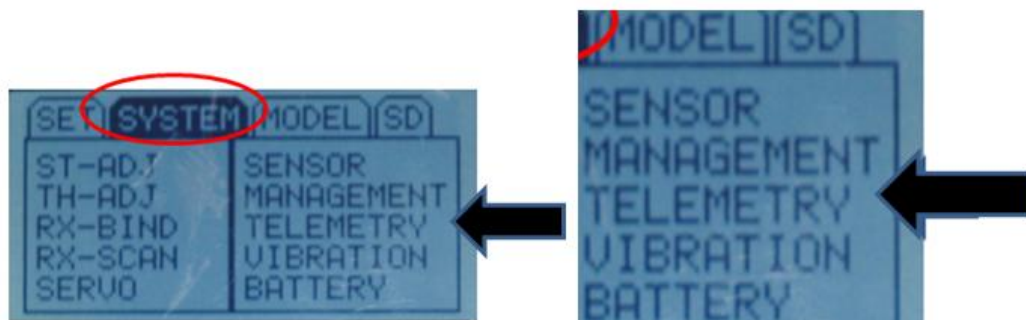 SET SYSTEM MODEL SD
ST-ADJ
TH-ADJ
RX-BIND
RX-SCAN
SERVO
SENSOR
MANAGEMENT
TELEMETRY
VIBRATION
BATTERY
MODEL SD
SENSOR
MANAGEMENT
TELEMETRY
VIBRATION
BATTERY